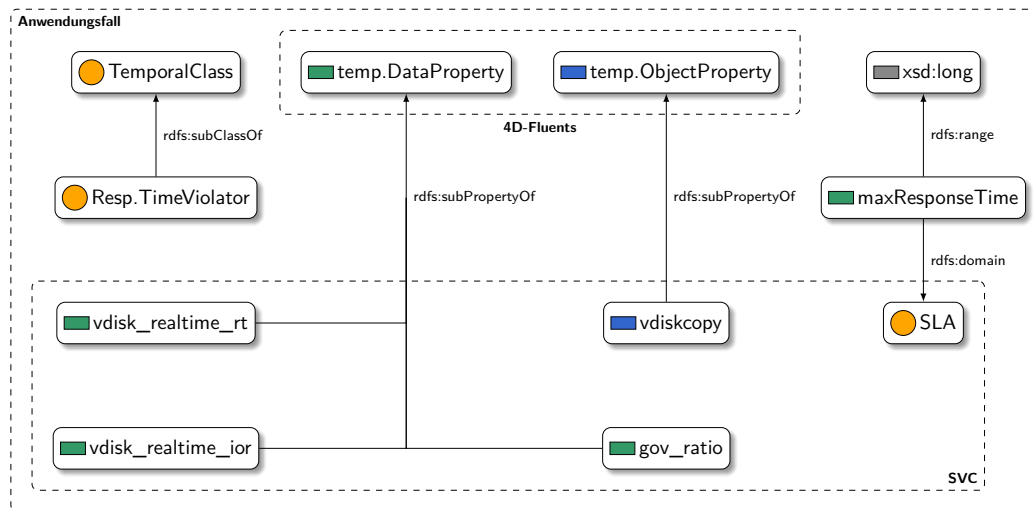 Anwendungsfall
TemporalClass
temp.DataProperty
temp.ObjectProperty
xsd:long
4D-Fluents
rdfs:subClassOf
rdfs:range
Resp.TimeViolator
rdfs:subPropertyOf
rdfs:subPropertyOf
maxResponseTime
rdfs:domain
vdisk_realtime_rt
vdiskcopy
SLA
vdisk_realtime_ior
gov_ratio
SVC